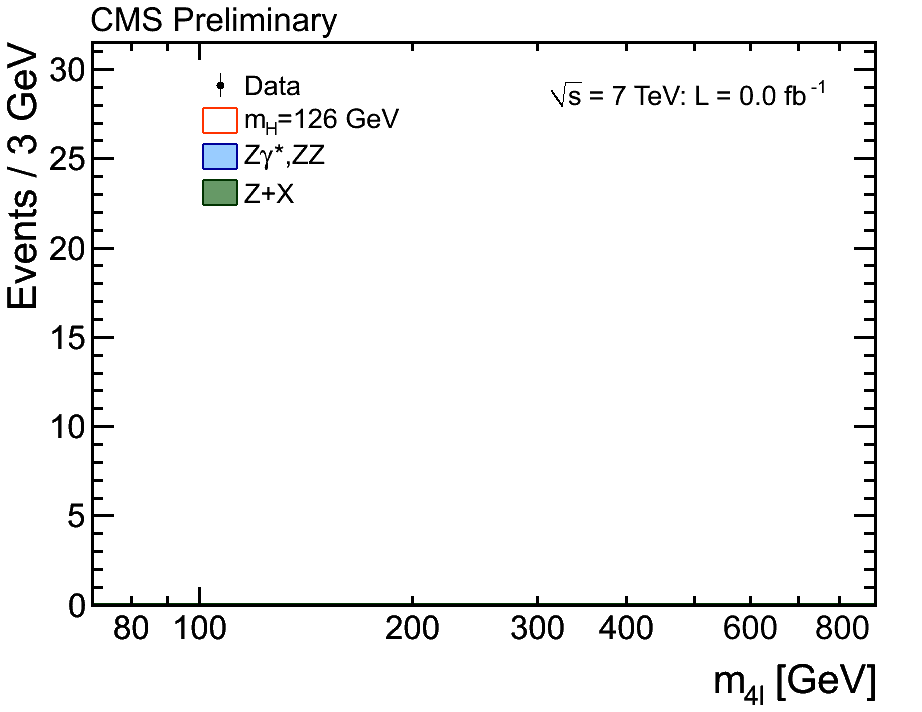 CMS Preliminary
Events / 3 GeV
30
25
20
15
10
5
0
Data
m_H=126 GeV
Zγ*,ZZ
Z+X
√s = 7 TeV: L = 0.0 fb⁻¹
80 100 200 300 400 600 800
m_4l [GeV]